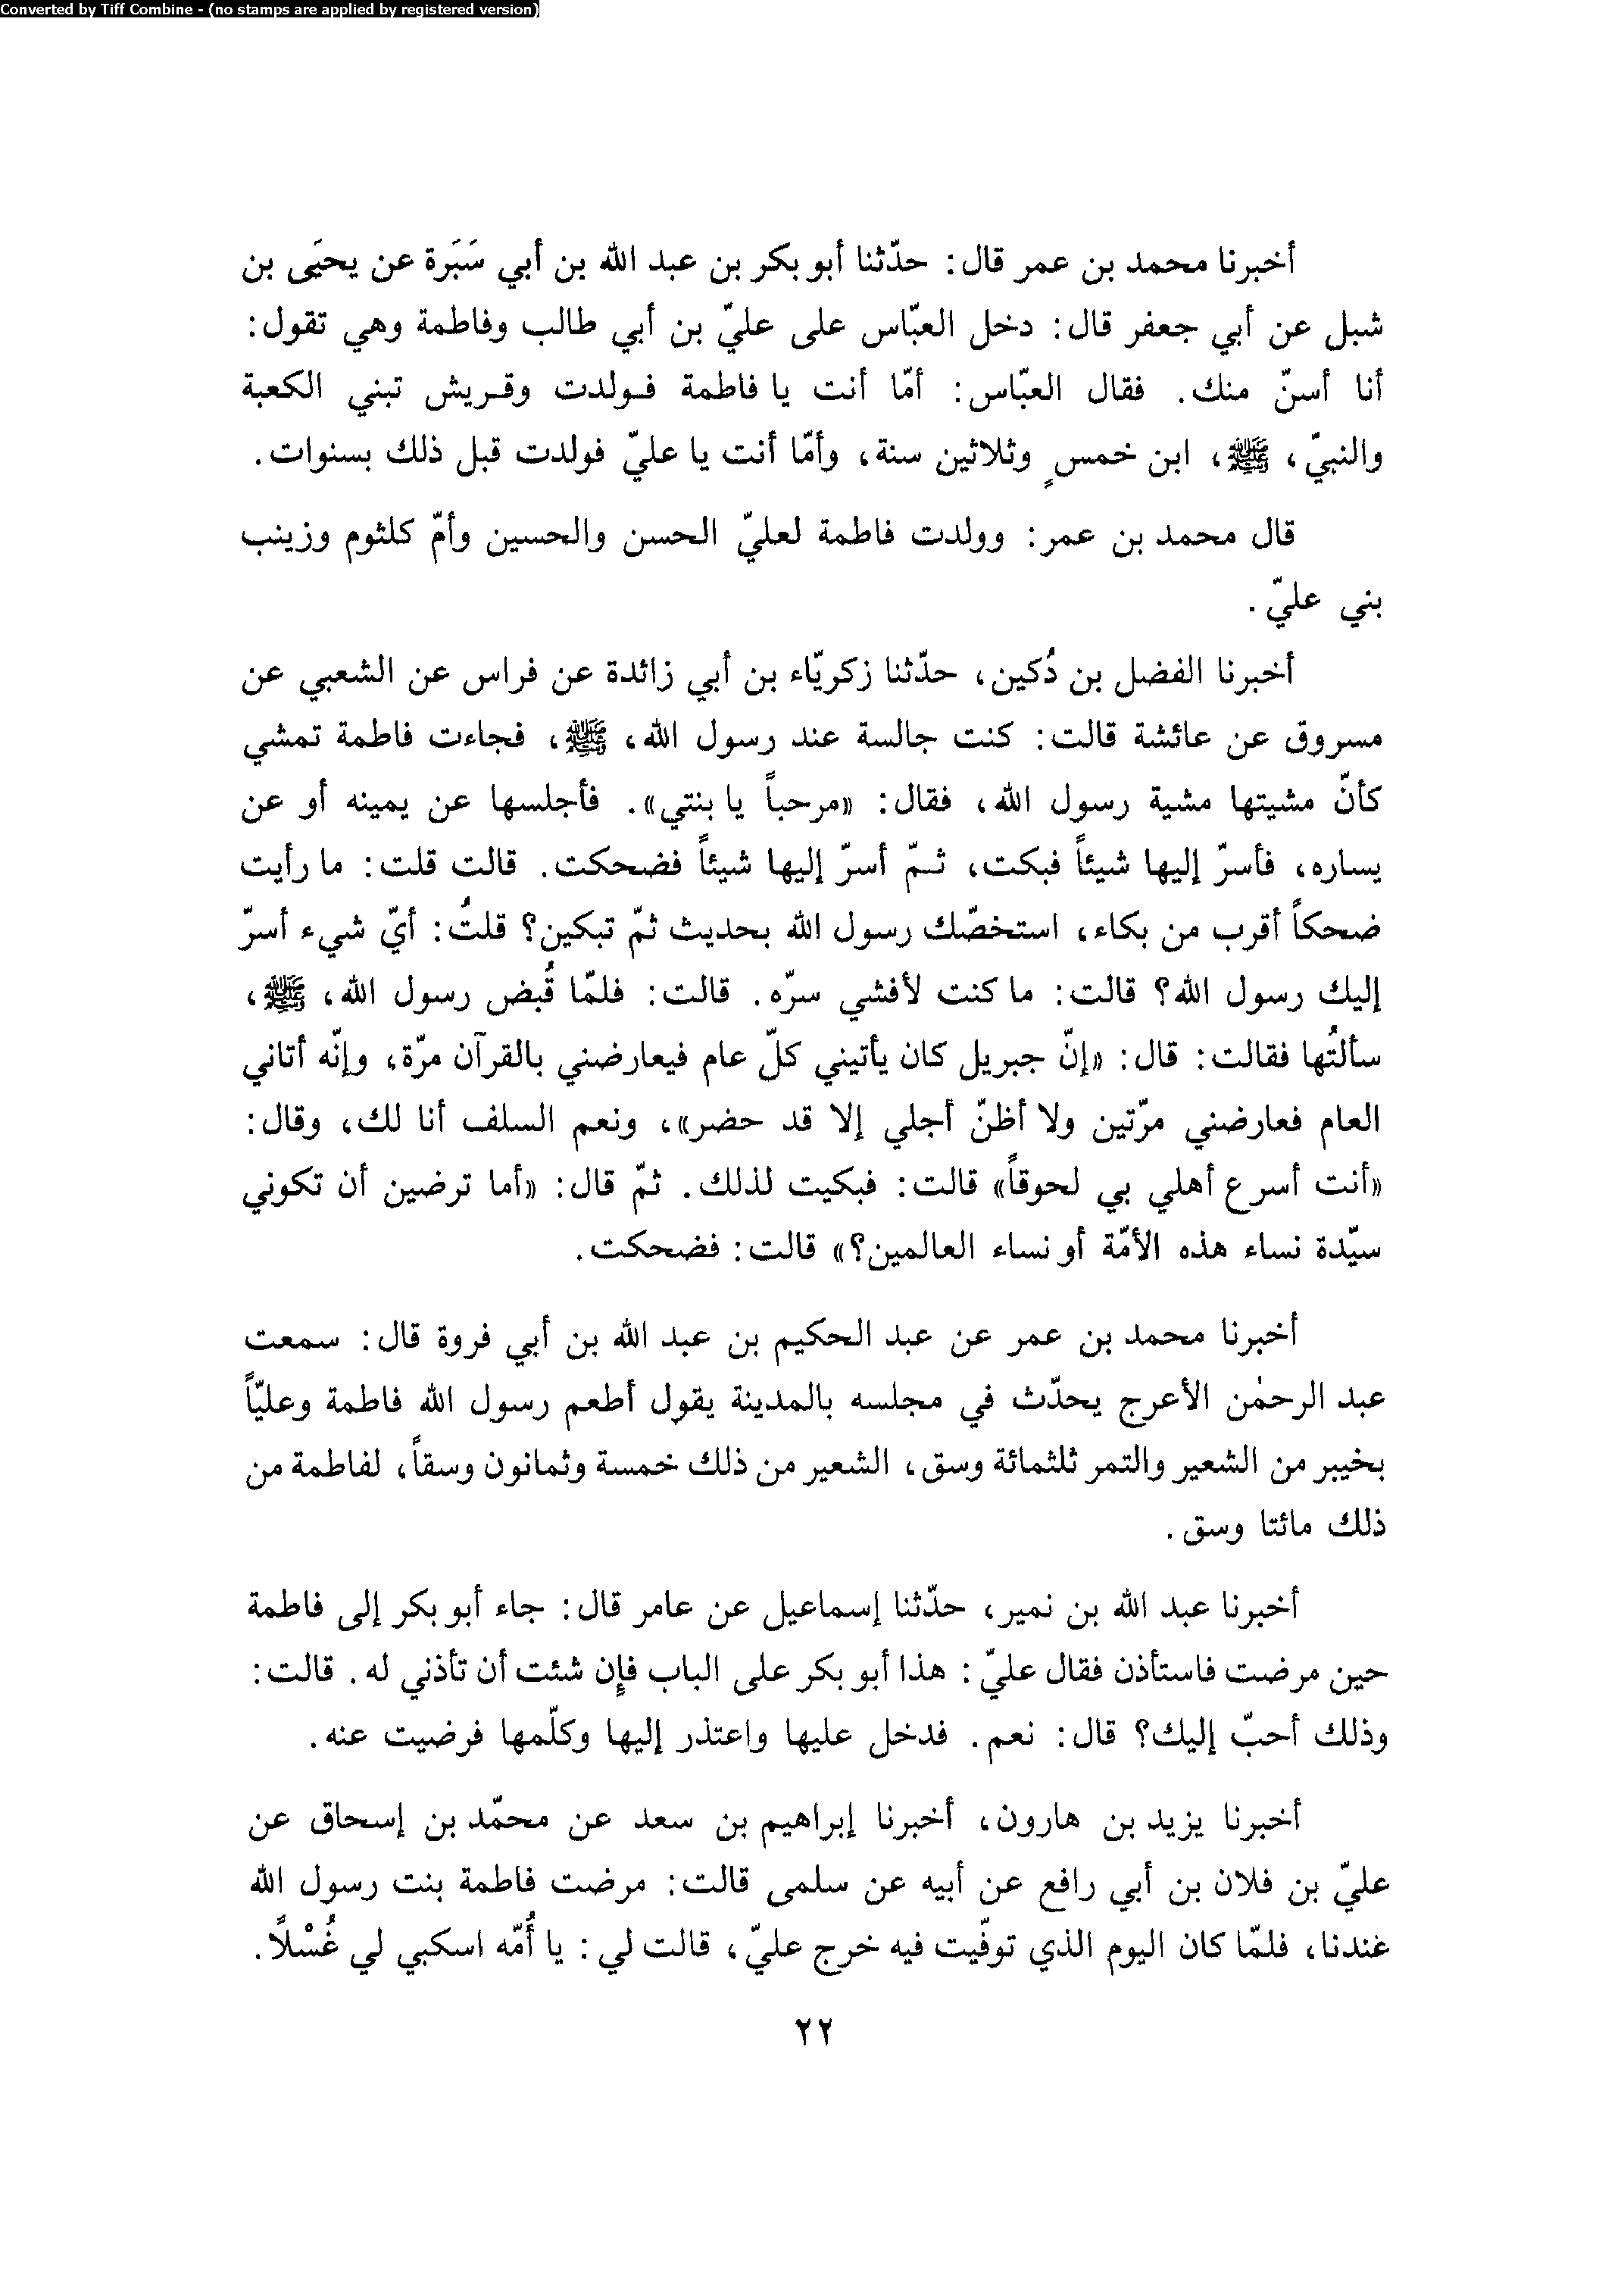 Converted by Tiff Combine - (no stamps are applied by registered version)
أخبرنا محمد بن عمر قال: حدّثنا أبو بكر بن عبد الله بن أبي سَبَرة عن يحيَى بن
شبل عن أبي جعفر قال: دخل العبّاس على عليّ بن أبي طالب وفاطمة وهي تقول:
أنا أسنّ منك. فقال العبّاس: أمّا أنت يا فاطمة فولدت وقريش تبني الكعبة
والنبيّ، ﷺ، ابن خمسٍ وثلاثين سنة، وأمّا أنت يا عليّ فولدت قبل ذلك بسنوات.
قال محمد بن عمر: وولدت فاطمة لعليّ الحسن والحسين وأمّ كلثوم وزينب
بني عليّ.
أخبرنا الفضل بن دُكين، حدّثنا زكريّاء بن أبي زائدة عن فراس عن الشعبي عن
مسروق عن عائشة قالت: كنت جالسة عند رسول الله، ﷺ، فجاءت فاطمة تمشي
كأنّ مشيتها مشية رسول الله، فقال: «مرحباً يا بنتي». فأجلسها عن يمينه أو عن
يساره، فأسرّ إليها شيئاً فبكت، ثمّ أسرّ إليها شيئاً فضحكت. قالت قلت: ما رأيت
ضحكاً أقرب من بكاء، استخصّك رسول الله بحديث ثمّ تبكين؟ قلتُ: أيّ شيء أسرّ
إليك رسول الله؟ قالت: ما كنت لأفشي سرّه. قالت: فلمّا قُبض رسول الله، ﷺ،
سألتُها فقالت: قال: «إنّ جبريل كان يأتيني كلّ عام فيعارضني بالقرآن مرّة، وإنّه أتاني
العام فعارضني مرّتين ولا أظنّ أجلي إلا قد حضر»، ونعم السلف أنا لك، وقال:
«أنت أسرع أهلي بي لحوقاً» قالت: فبكيت لذلك. ثمّ قال: «أما ترضين أن تكوني
سيّدة نساء هذه الأمّة أو نساء العالمين؟» قالت: فضحكت.
أخبرنا محمد بن عمر عن عبد الحكيم بن عبد الله بن أبي فروة قال: سمعت
عبد الرحمٰن الأعرج يحدّث في مجلسه بالمدينة يقول أطعم رسول الله فاطمة وعليّاً
بخيبر من الشعير والتمر ثلثمائة وسق، الشعير من ذلك خمسة وثمانون وسقاً، لفاطمة من
ذلك مائتا وسق.
أخبرنا عبد الله بن نمير، حدّثنا إسماعيل عن عامر قال: جاء أبو بكر إلى فاطمة
حين مرضت فاستأذن فقال عليّ: هذا أبو بكر على الباب فإن شئت أن تأذني له. قالت:
وذلك أحبّ إليك؟ قال: نعم. فدخل عليها واعتذر إليها وكلّمها فرضيت عنه.
أخبرنا يزيد بن هارون، أخبرنا إبراهيم بن سعد عن محمّد بن إسحاق عن
عليّ بن فلان بن أبي رافع عن أبيه عن سلمى قالت: مرضت فاطمة بنت رسول الله
عندنا، فلمّا كان اليوم الذي توفّيت فيه خرج عليّ، قالت لي: يا أُمّه اسكبي لي غُسْلاً.
٢٢